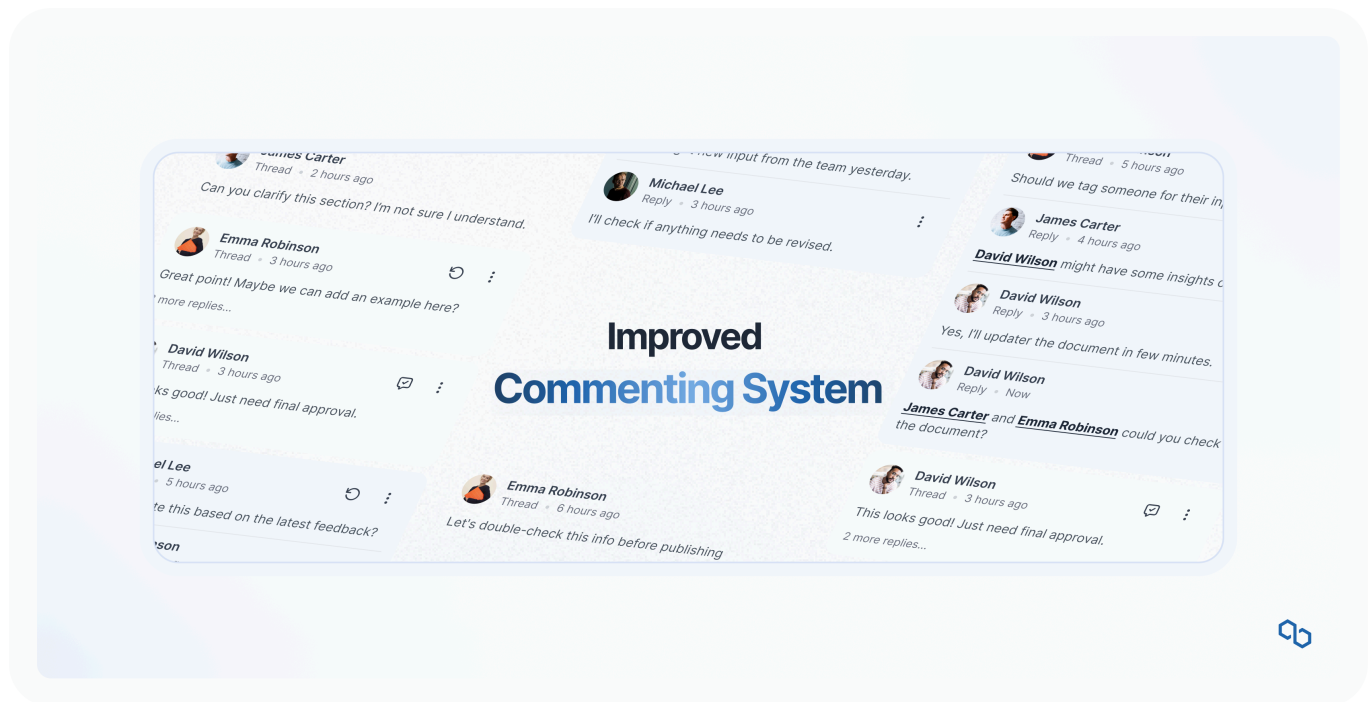 James Carter
Thread • 2 hours ago
Can you clarify this section? I'm not sure I understand.
Emma Robinson
Thread • 3 hours ago
Great point! Maybe we can add an example here?
more replies...
David Wilson
Thread • 3 hours ago
good! Just need final approval.
Lee
5 hours ago
this based on the latest feedback?
new input from the team yesterday.
Michael Lee
Reply • 3 hours ago
I'll check if anything needs to be revised.
Improved
Commenting System
Emma Robinson
Thread • 6 hours ago
Let's double-check this info before publishing
Thread • 5 hours ago
Should we tag someone for their
James Carter
Reply • 4 hours ago
David Wilson might have some insights
David Wilson
Reply • 3 hours ago
Yes, I'll updater the document in few minutes.
David Wilson
Reply • Now
James Carter and Emma Robinson could you check
the document?
David Wilson
Thread • 3 hours ago
This looks good! Just need final approval.
2 more replies...